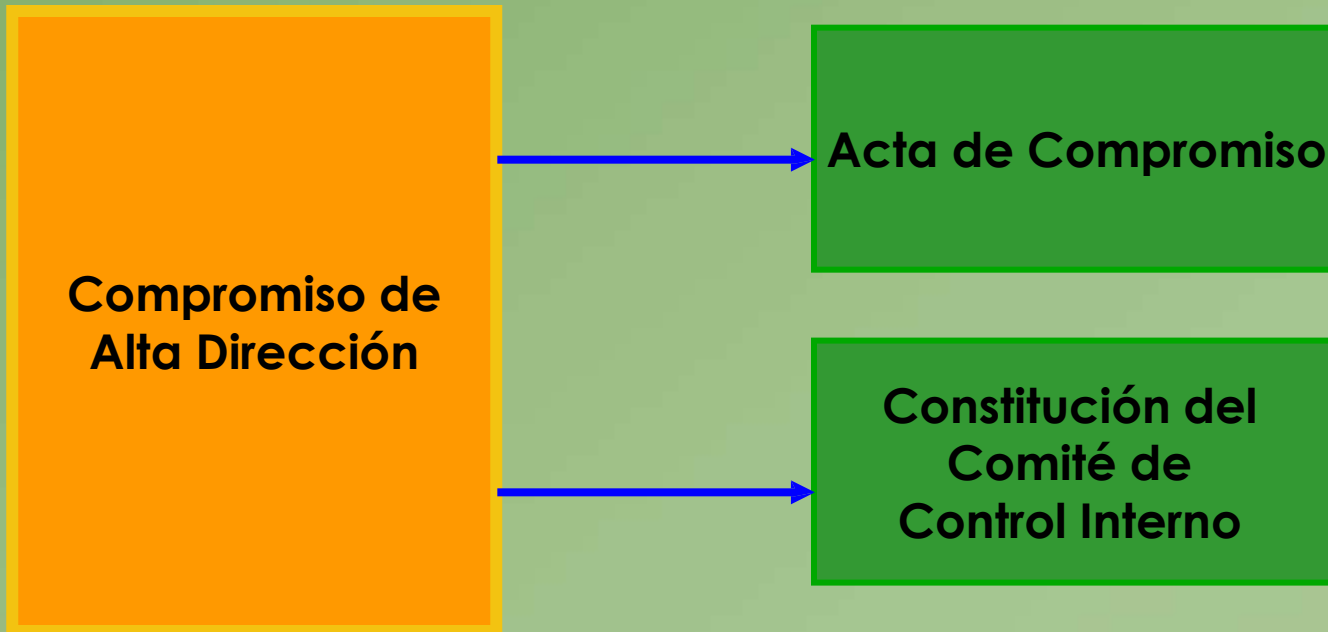 Compromiso de
Alta Dirección
Acta de Compromiso
Constitución del
Comité de
Control Interno